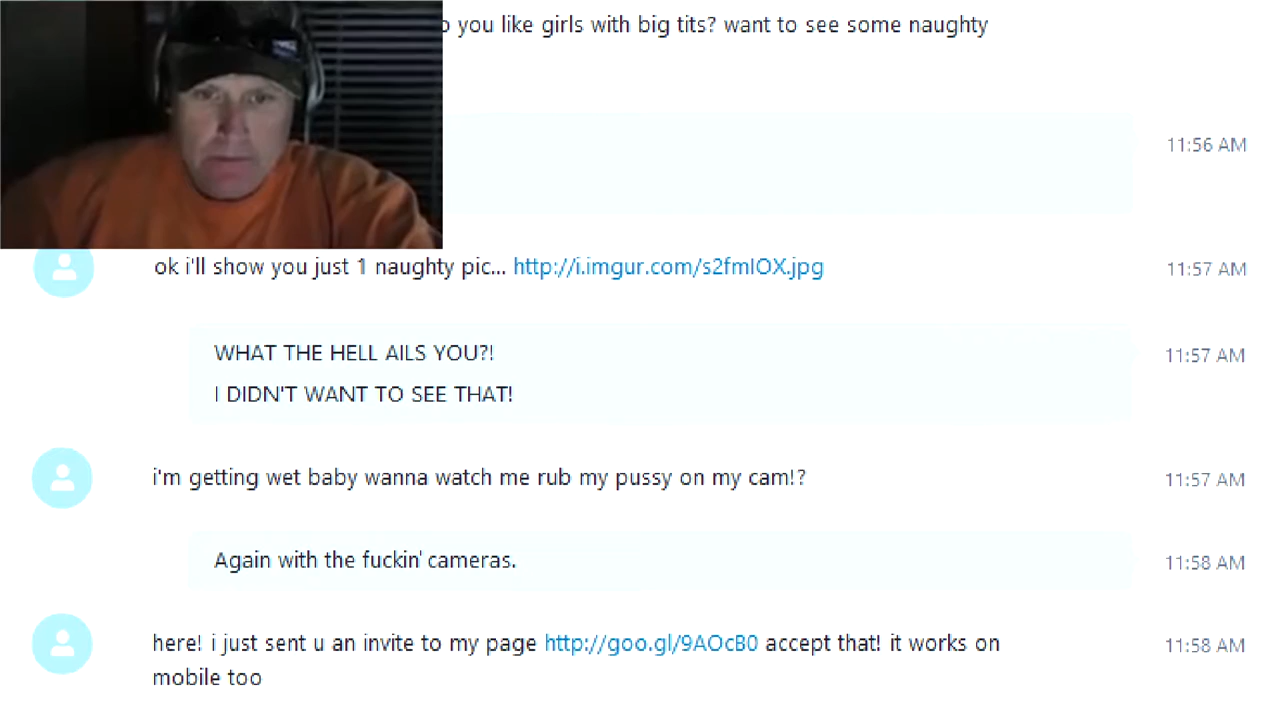 you like girls with big tits? want to see some naughty
11:56 AM
ok i'll show you just 1 naughty pic... http://i.imgur.com/s2fmIOX.jpg
11:57 AM
WHAT THE HELL AILS YOU?!
11:57 AM
I DIDN'T WANT TO SEE THAT!
i'm getting wet baby wanna watch me rub my pussy on my cam!?
11:57 AM
Again with the fuckin' cameras.
11:58 AM
here! i just sent u an invite to my page http://goo.gl/9AOcB0 accept that! it works on
11:58 AM
mobile too